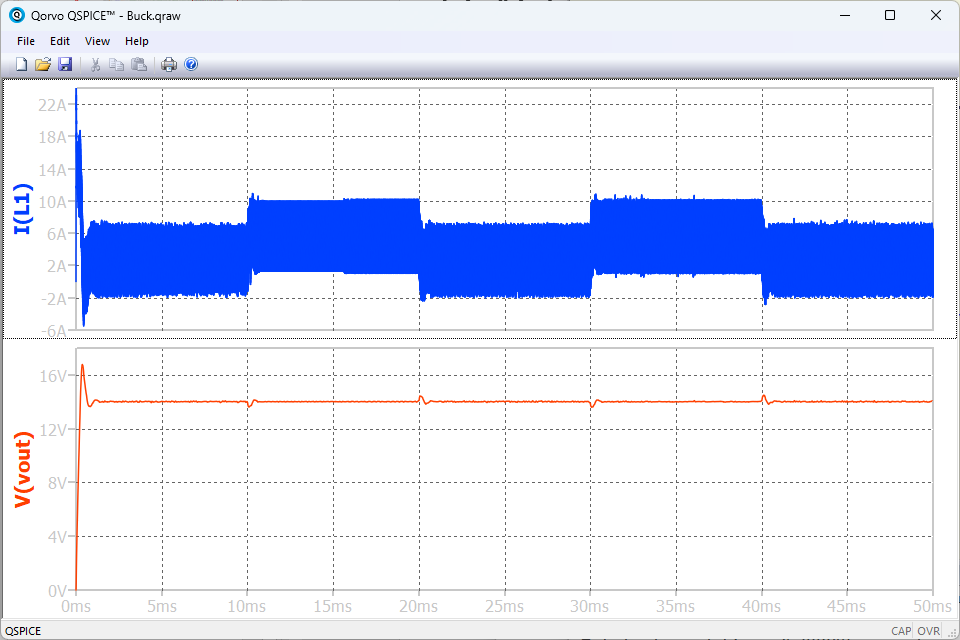 Qorvo QSPICE™ - Buck.qraw
File Edit View Help
22A
18A
14A
10A
6A
2A
-2A
-6A
I(L1)
16V
12V
8V
4V
0V
V(vout)
0ms 5ms 10ms 15ms 20ms 25ms 30ms 35ms 40ms 45ms 50ms
QSPICE CAP OVR